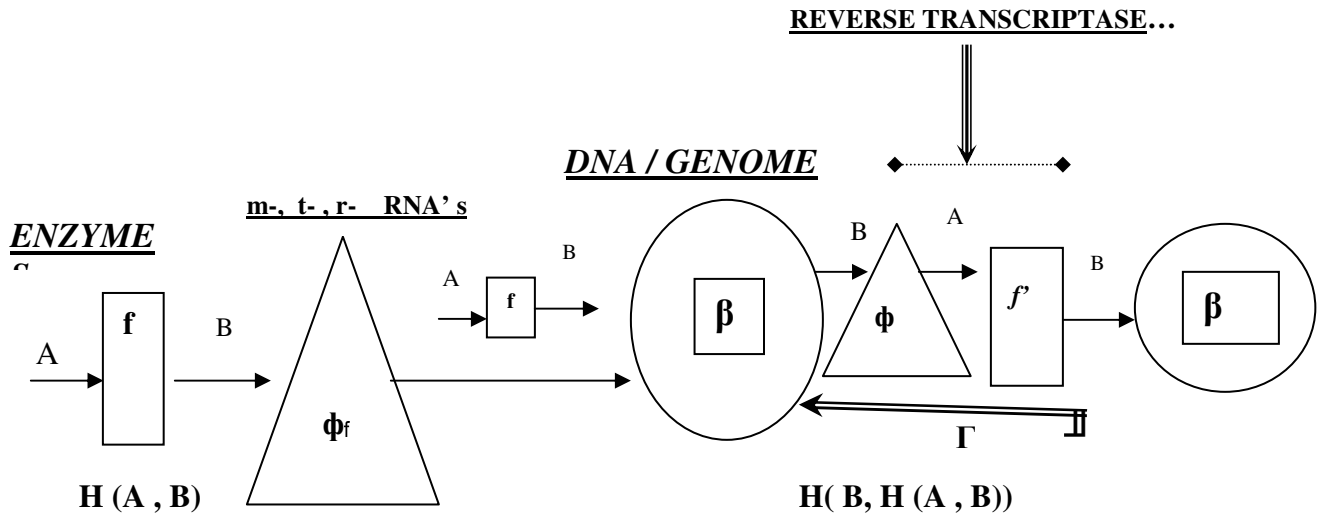 REVERSE TRANSCRIPTASE…
DNA / GENOME
m-, t- , r- RNA' s
ENZYME
A
f
B
ϕf
A
f
B
β
B
ϕ
A
f'
B
β
Γ
H (A , B)
H( B, H (A , B))